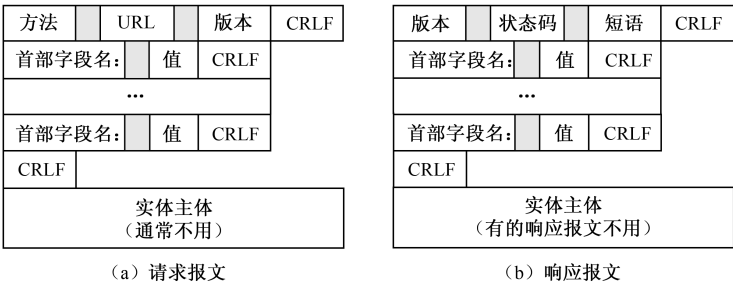 方法 URL 版本 CRLF
首部字段名： 值 CRLF
…
首部字段名： 值 CRLF
CRLF
实体主体
（通常不用）
（a）请求报文
版本 状态码 短语 CRLF
首部字段名： 值 CRLF
…
首部字段名： 值 CRLF
CRLF
实体主体
（有的响应报文不用）
（b）响应报文